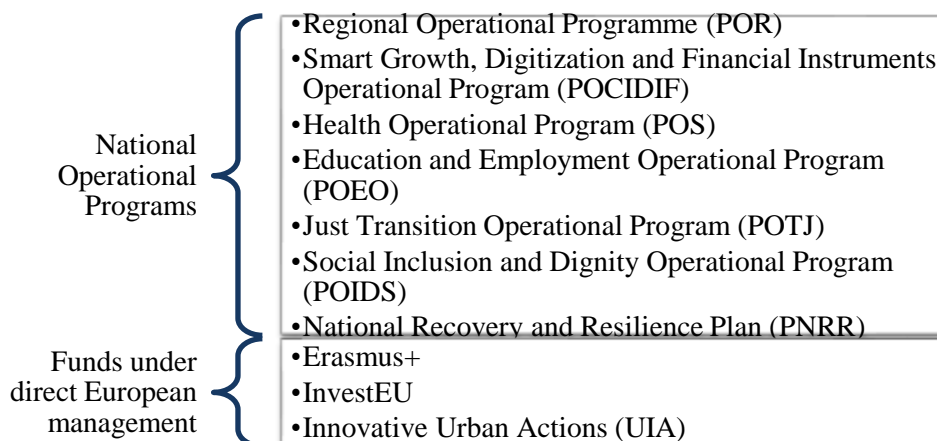 National
Operational
Programs
•Regional Operational Programme (POR)
•Smart Growth, Digitization and Financial Instruments
Operational Program (POCIDIF)
•Health Operational Program (POS)
•Education and Employment Operational Program
(POEO)
•Just Transition Operational Program (POTJ)
•Social Inclusion and Dignity Operational Program
(POIDS)
•National Recovery and Resilience Plan (PNRR)
Funds under
direct European
management
•Erasmus+
•InvestEU
•Innovative Urban Actions (UIA)